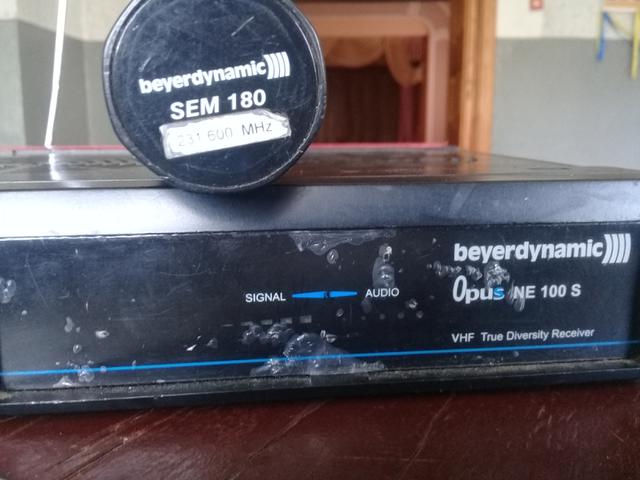 beyerdynamic
SEM 180
231 600 MHz
beyerdynamic
SIGNAL AUDIO
Opus NE 100 S
VHF True Diversity Receiver